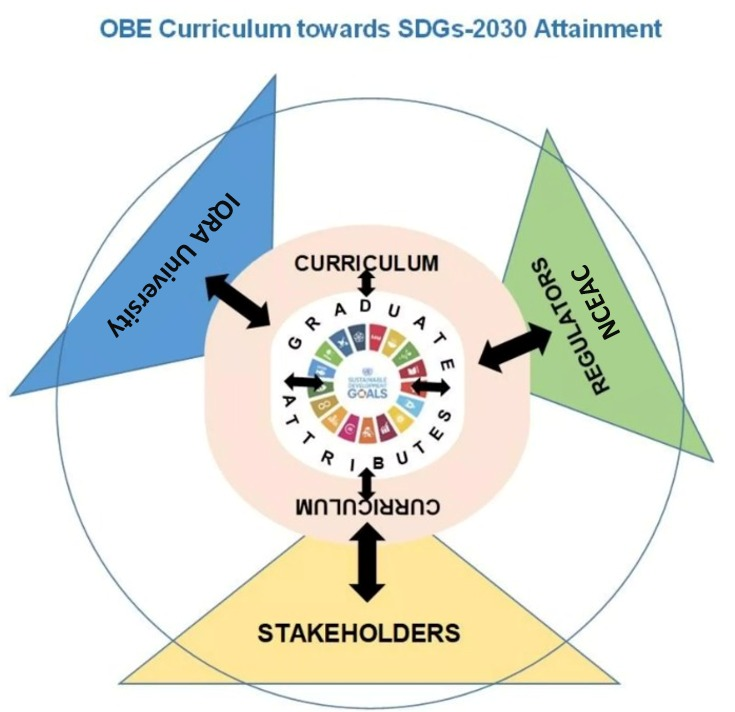 OBE Curriculum towards SDGs-2030 Attainment
IQRA University
REGULATORS
NCEAC
CURRICULUM
GRADUATE
SUSTAINABLE
DEVELOPMENT
GOALS
ATTRIBUTES
CURRICULUM
STAKEHOLDERS